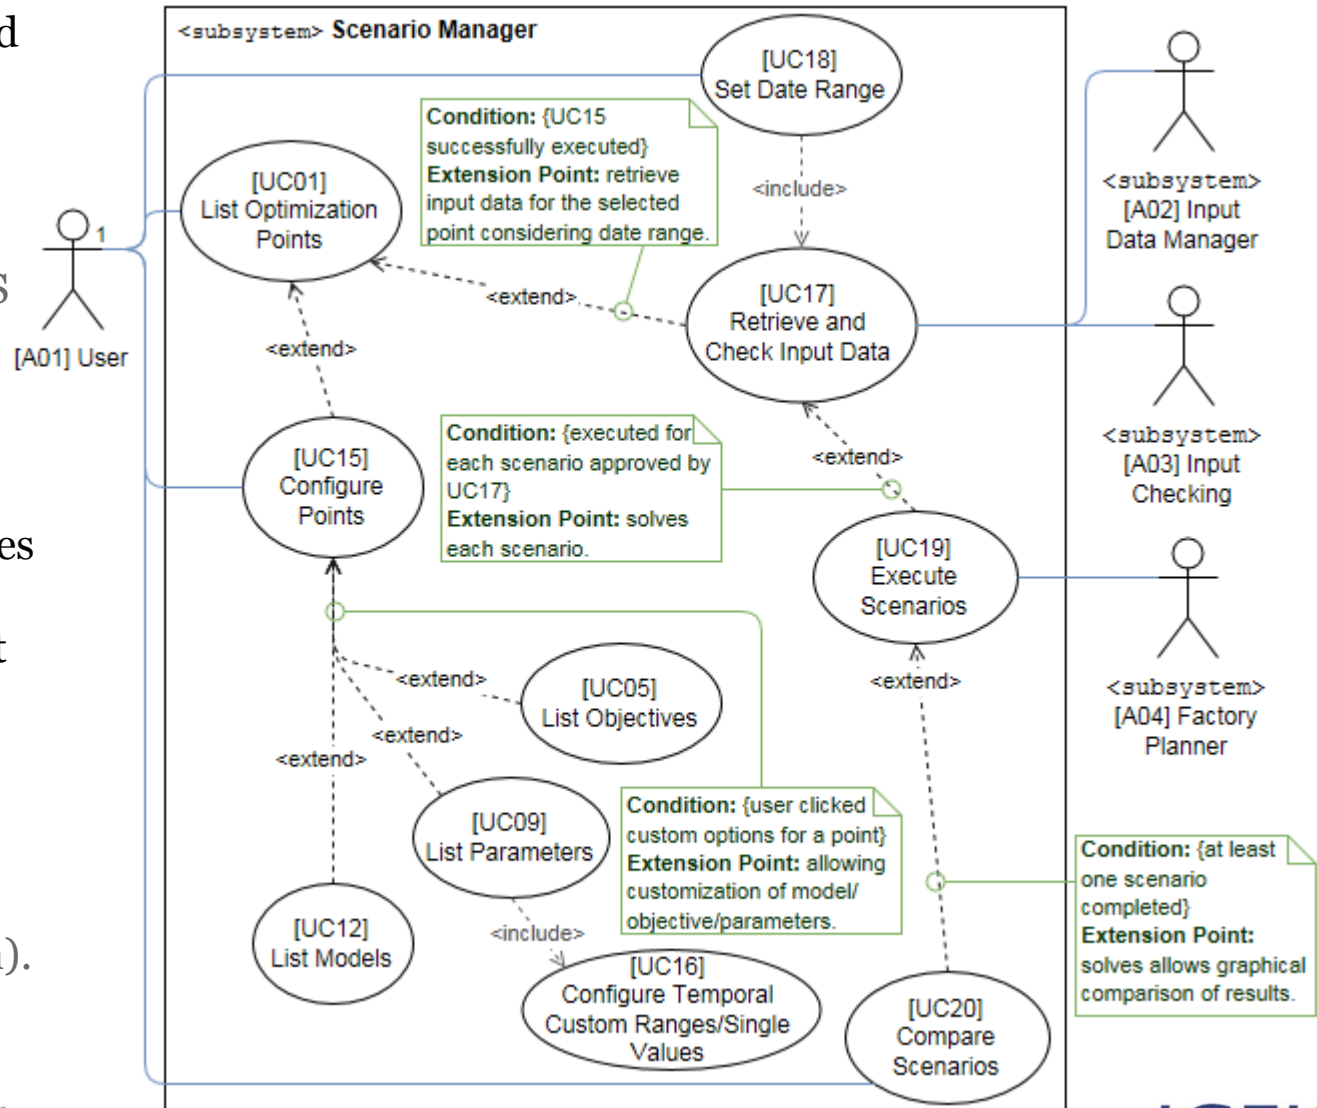 <subsystem> Scenario Manager
[UC18]
Set Date Range
Condition: {UC15
successfully executed}
Extension Point: retrieve
input data for the selected
point considering date range.
<include>
[UC01]
List Optimization
Points
1
[A01] User
<extend>
<extend>
[UC17]
Retrieve and
Check Input Data
<subsystem>
[A02] Input
Data Manager
<subsystem>
[A03] Input
Checking
[UC15]
Configure
Points
Condition: {executed for
each scenario approved by
UC17}
Extension Point: solves
each scenario.
<extend>
[UC19]
Execute
Scenarios
<subsystem>
[A04] Factory
Planner
<extend>
[UC05]
List Objectives
<extend>
<extend>
<extend>
[UC09]
List Parameters
Condition: {user clicked
custom options for a point}
Extension Point: allowing
customization of model/
objective/parameters.
Condition: {at least
one scenario
completed}
Extension Point:
solves allows graphical
comparison of results.
[UC12]
List Models
<include>
[UC16]
Configure Temporal
Custom Ranges/Single
Values
[UC20]
Compare
Scenarios
d
s
es
t
).